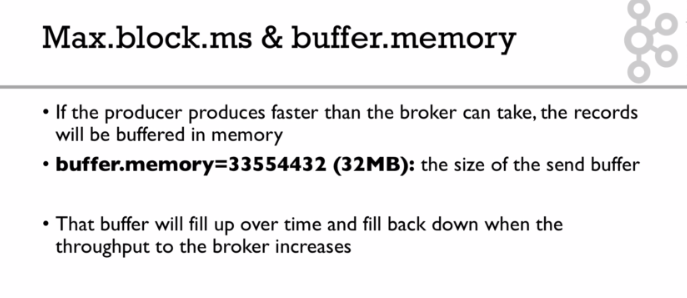 Max.block.ms & buffer.memory
• If the producer produces faster than the broker can take, the records
will be buffered in memory
• buffer.memory=33554432 (32MB): the size of the send buffer
• That buffer will fill up over time and fill back down when the
throughput to the broker increases